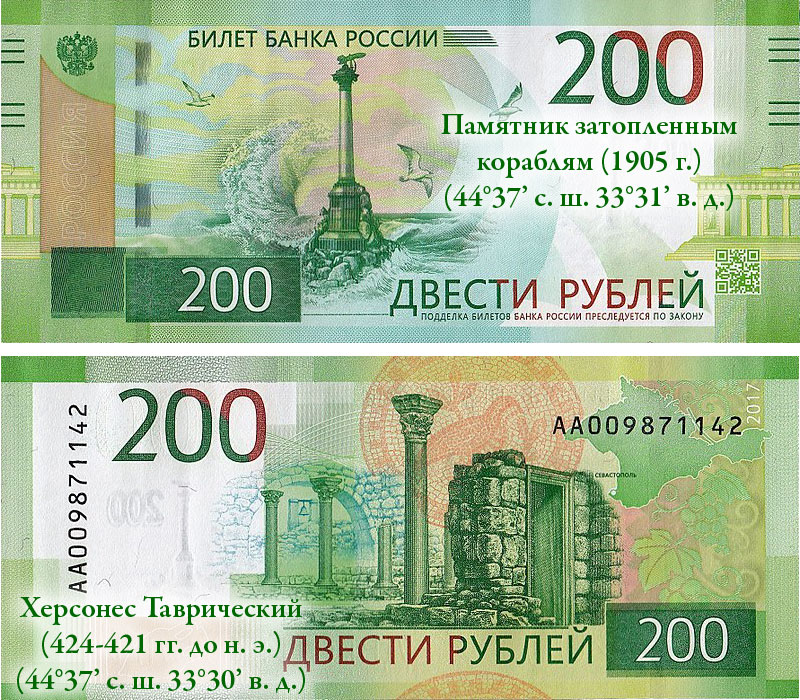 БИЛЕТ БАНКА РОССИИ
200
РОССИЯ
Памятник затопленным
кораблям (1905 г.)
(44°37’ с. ш. 33°31’ в. д.)
200
ДВЕСТИ РУБЛЕЙ
ПОДДЕЛКА БИЛЕТОВ БАНКА РОССИИ ПРЕСЛЕДУЕТСЯ ПО ЗАКОНУ
200
АА009871142
2017
АА009871142
СЕВАСТОПОЛЬ
200
Херсонес Таврический
(424-421 гг. до н. э.)
(44°37’ с. ш. 33°30’ в. д.)
ДВЕСТИ РУБЛЕЙ
200